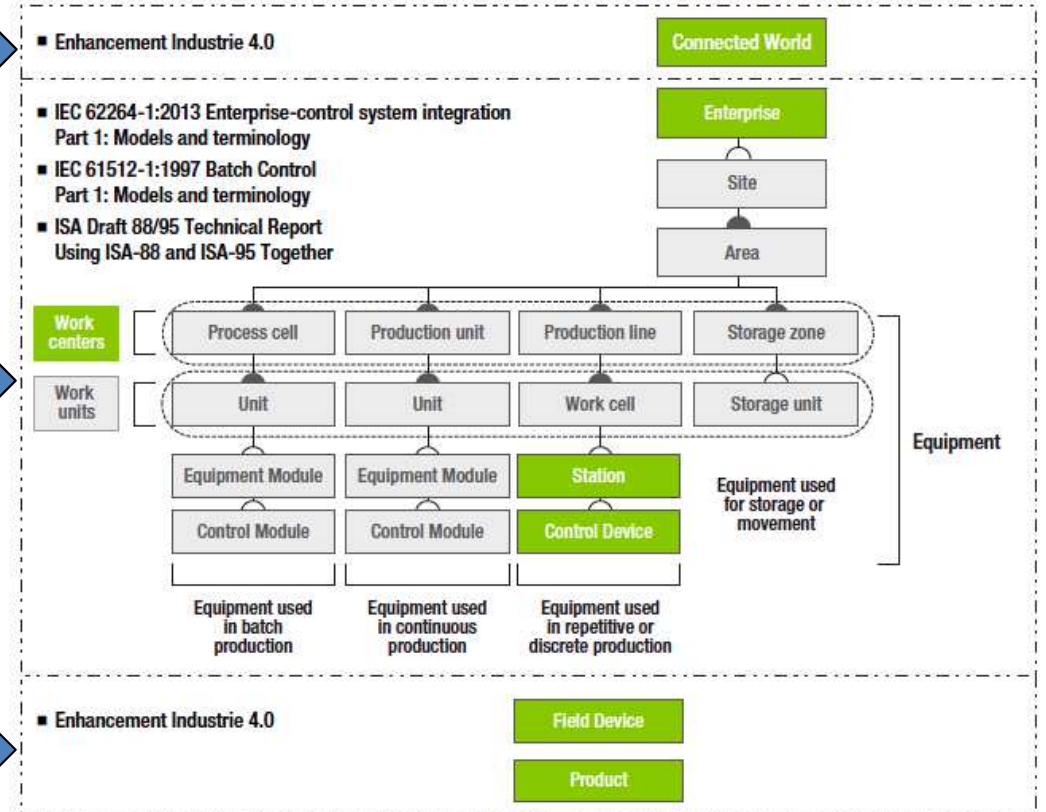 ▪ Enhancement Industrie 4.0
Connected World
▪ IEC 62264-1:2013 Enterprise-control system integration
Part 1: Models and terminology
▪ IEC 61512-1:1997 Batch Control
Part 1: Models and terminology
▪ ISA Draft 88/95 Technical Report
Using ISA-88 and ISA-95 Together
Enterprise
Site
Area
Work
centers
Process cell
Production unit
Production line
Storage zone
Work
units
Unit
Unit
Work cell
Storage unit
Equipment
Equipment Module
Equipment Module
Station
Equipment used
for storage or
movement
Control Module
Control Module
Control Device
Equipment used
in batch
production
Equipment used
in continuous
production
Equipment used
in repetitive or
discrete production
▪ Enhancement Industrie 4.0
Field Device
Product